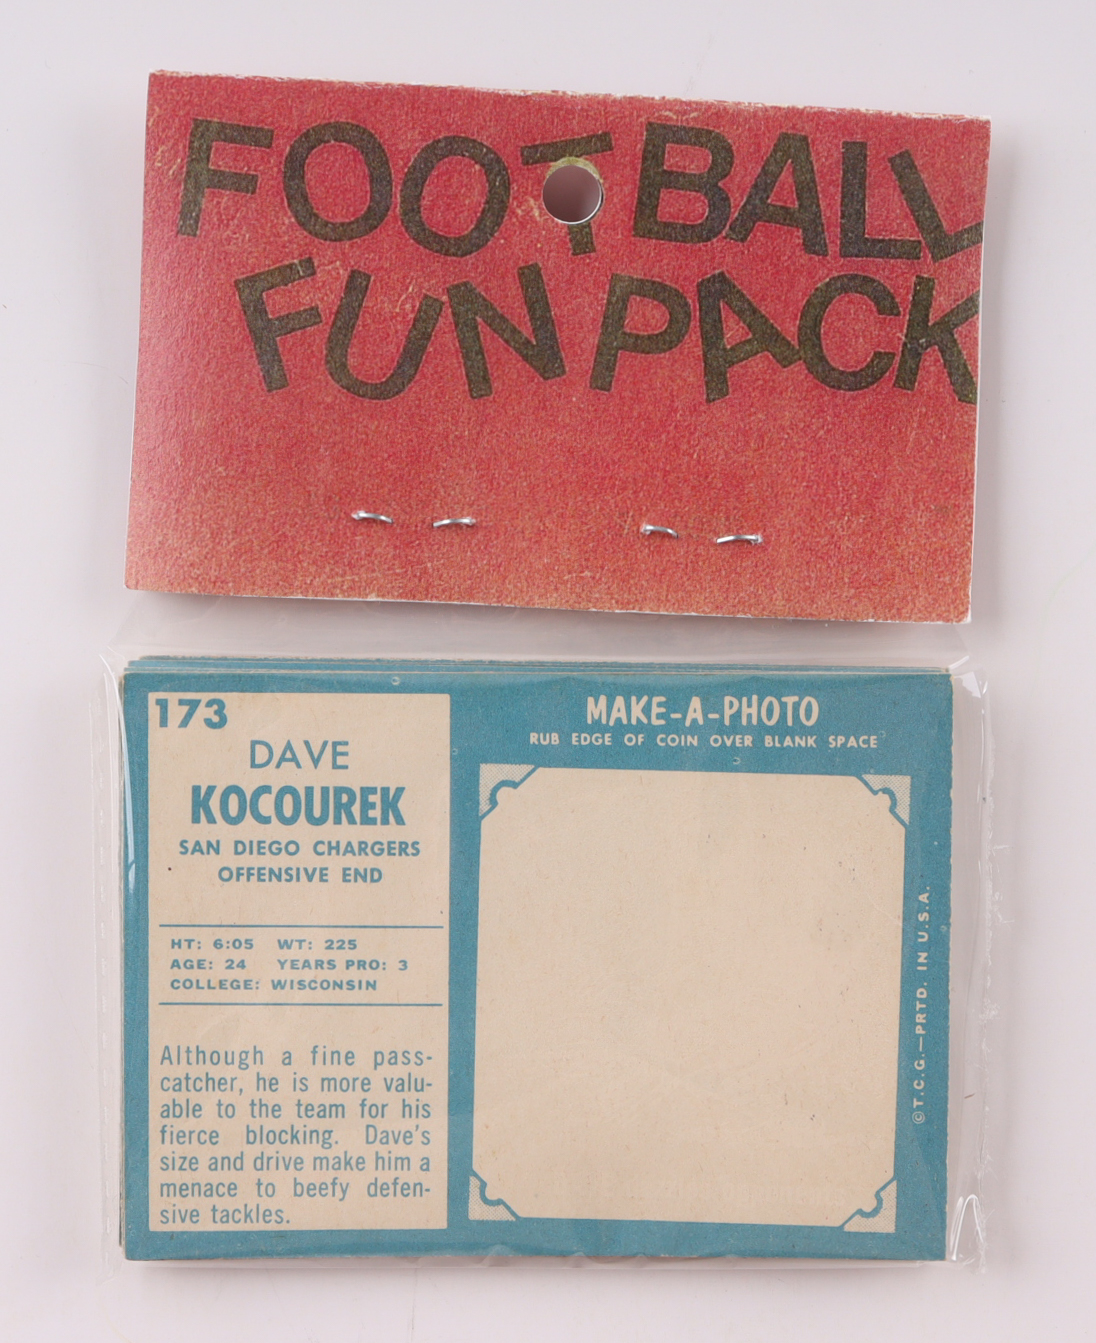 FOOTBALL
FUN PACK
173
DAVE
KOCOUREK
SAN DIEGO CHARGERS
OFFENSIVE END
HT: 6:05 WT: 225
AGE: 24 YEARS PRO: 3
COLLEGE: WISCONSIN
Although a fine pass-
catcher, he is more valu-
able to the team for his
fierce blocking. Dave's
size and drive make him a
menace to beefy defen-
sive tackles.
MAKE-A-PHOTO
RUB EDGE OF COIN OVER BLANK SPACE
©T.C.G.—PRTD. IN U.S.A.